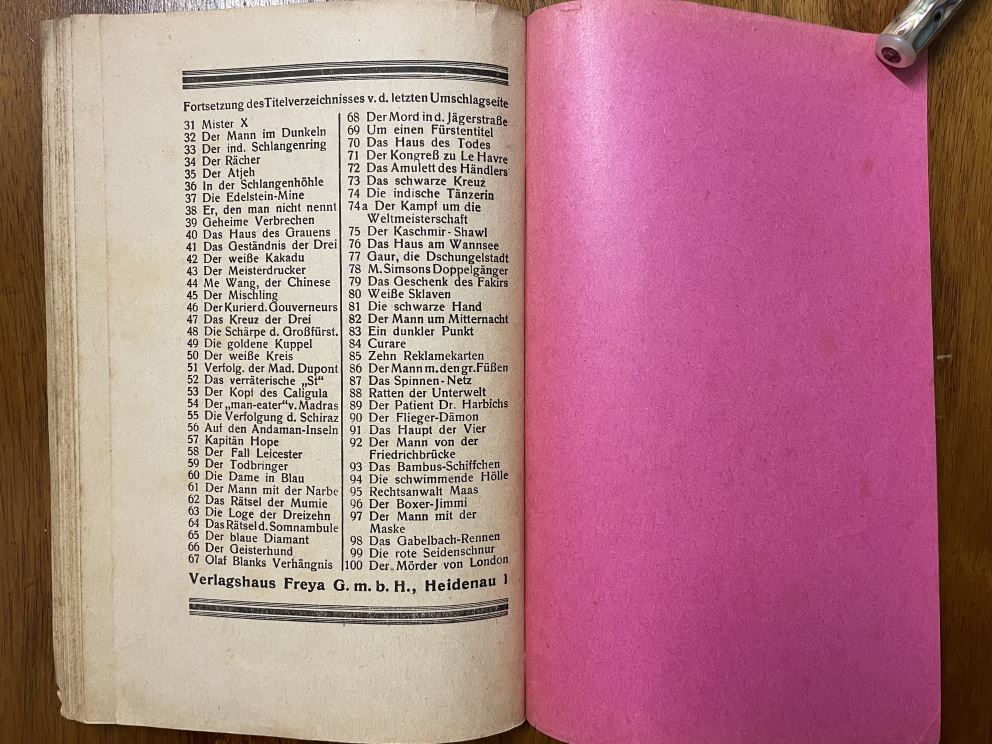 Fortsetzung des Titelverzeichnisses v. d. letzten Umschlagseite
31 Mister X
32 Der Mann im Dunkeln
33 Der ind. Schlangenring
34 Der Rächer
35 Der Atjeh
36 In der Schlangenhöhle
37 Die Edelstein-Mine
38 Er, den man nicht nennt
39 Geheime Verbrechen
40 Das Haus des Grauens
41 Das Geständnis der Drei
42 Der weiße Kakadu
43 Der Meisterdrucker
44 Me Wang, der Chinese
45 Der Mischling
46 Der Kurier d. Gouverneurs
47 Das Kreuz der Drei
48 Die Schärpe d. Großfürst.
49 Die goldene Kuppel
50 Der weiße Kreis
51 Verfolg. der Mad. Dupont
52 Das verräterische „St“
53 Der Kopf des Caligula
54 Der „man-eater“ v. Madras
55 Die Verfolgung d. Schiraz
56 Auf den Andaman-Inseln
57 Kapitän Hope
58 Der Fall Leicester
59 Der Todbringer
60 Die Dame in Blau
61 Der Mann mit der Narbe
62 Das Rätsel der Mumie
63 Die Loge der Dreizehn
64 Das Rätsel d. Somnambule
65 Der blaue Diamant
66 Der Geisterhund
67 Olaf Blanks Verhängnis
68 Der Mord in d. Jägerstraße
69 Um einen Fürstentitel
70 Das Haus des Todes
71 Der Kongreß zu Le Havre
72 Das Amulett des Händlers
73 Das schwarze Kreuz
74 Die indische Tänzerin
74a Der Kampf um die
Weltmeisterschaft
75 Der Kaschmir-Shawl
76 Das Haus am Wannsee
77 Gaur, die Dschungelstadt
78 M. Simsons Doppelgänger
79 Das Geschenk des Fakirs
80 Weiße Sklaven
81 Die schwarze Hand
82 Der Mann um Mitternacht
83 Ein dunkler Punkt
84 Curare
85 Zehn Reklamekarten
86 Der Mann m. den gr. Füßen
87 Das Spinnen-Netz
88 Ratten der Unterwelt
89 Der Patient Dr. Harbichs
90 Der Flieger-Dämon
91 Das Haupt der Vier
92 Der Mann von der
Friedrichbrücke
93 Das Bambus-Schiffchen
94 Die schwimmende Hölle
95 Rechtsanwalt Maas
96 Der Boxer-Jimmi
97 Der Mann mit der
Maske
98 Das Gabelbach-Rennen
99 Die rote Seidenschnur
100 Der Mörder von London
Verlagshaus Freya G. m. b. H., Heidenau 1